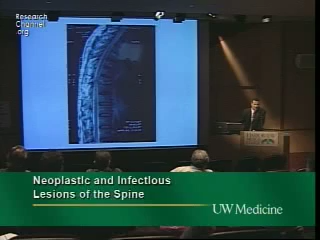 Research
Channel
.org
Neoplastic and Infectious
Lesions of the Spine
UW Medicine